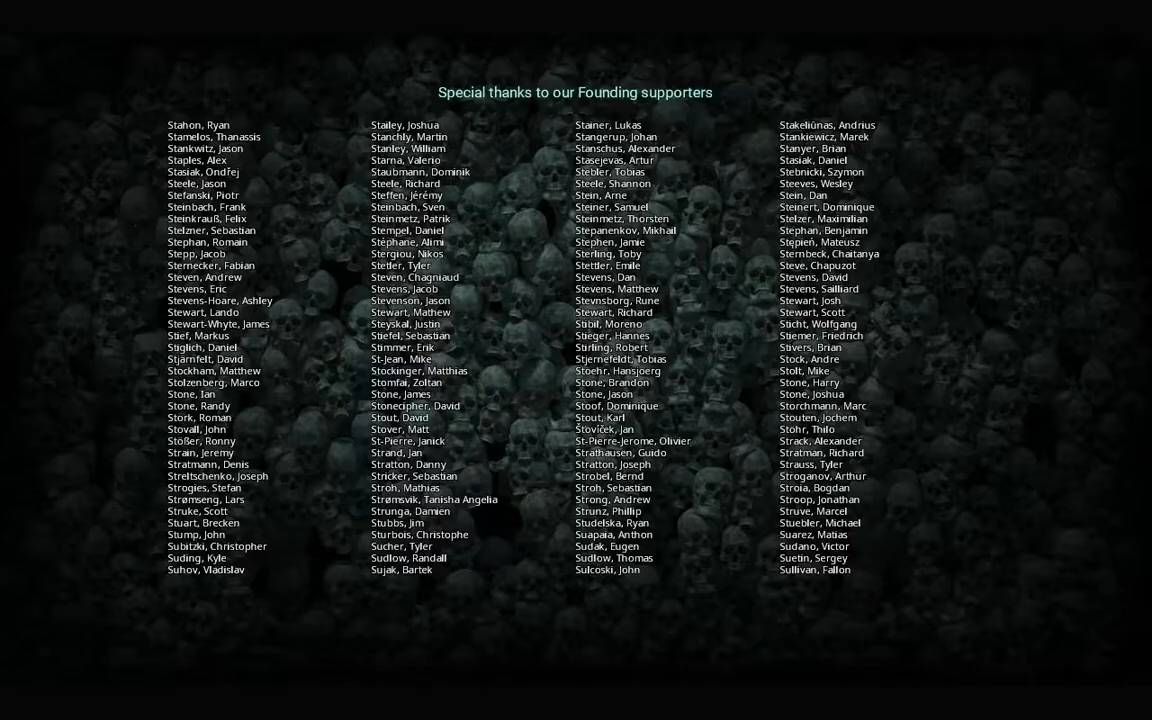 Special thanks to our Founding supporters
Stahon, Ryan
Stailey, Joshua
Stainer, Lukas
Stakeliūnas, Andrius
Stamelos, Thanassis
Stanchly, Martin
Stangerup, Johan
Stankiewicz, Marek
Stankwitz, Jason
Stanley, William
Stanschus, Alexander
Stanyer, Brian
Staples, Alex
Starna, Valerio
Stasejevas, Artur
Stasiak, Daniel
Stasiak, Ondřej
Staubmann, Dominik
Stebler, Tobias
Stebnicki, Szymon
Steele, Jason
Steele, Richard
Steele, Shannon
Steeves, Wesley
Stefanski, Piotr
Steffen, Jérémy
Stein, Arne
Stein, Dan
Steinbach, Frank
Steinbach, Sven
Steiner, Samuel
Steinert, Dominique
Steinkrauß, Felix
Steinmetz, Patrik
Steinmetz, Thorsten
Stelzer, Maximilian
Stelzner, Sebastian
Stempel, Daniel
Stepanenkov, Mikhail
Stephan, Benjamin
Stephan, Romain
Stéphane, Alimi
Stephen, Jamie
Stępień, Mateusz
Stepp, Jacob
Stergiou, Nikos
Sterling, Toby
Sternbeck, Chaitanya
Sternecker, Fabian
Stetler, Tyler
Stettler, Emile
Steve, Chapuzot
Steven, Andrew
Steven, Chagniaud
Stevens, Dan
Stevens, David
Stevens, Eric
Stevens, Jacob
Stevens, Matthew
Stevens, Sailliard
Stevens-Hoare, Ashley
Stevenson, Jason
Stevnsborg, Rune
Stewart, Josh
Stewart, Lando
Stewart, Mathew
Stewart, Richard
Stewart, Scott
Stewart-Whyte, James
Steyskal, Justin
Stibil, Moreno
Sticht, Wolfgang
Stief, Markus
Stiefel, Sebastian
Stieger, Hannes
Stiemer, Friedrich
Stiglich, Daniel
Stimmer, Erik
Stirling, Robert
Stivers, Brian
Stjärnfelt, David
St-Jean, Mike
Stjernefeldt, Tobias
Stock, Andre
Stockham, Matthew
Stockinger, Matthias
Stoehr, Hansjoerg
Stolt, Mike
Stolzenberg, Marco
Stomfai, Zoltan
Stone, Brandon
Stone, Harry
Stone, Ian
Stone, James
Stone, Jason
Stone, Joshua
Stone, Randy
Stonecipher, David
Stoof, Dominique
Storchmann, Marc
Stork, Roman
Stout, David
Stout, Karl
Stouten, Jochem
Stovall, John
Stover, Matt
Šťovíček, Jan
Stöhr, Thilo
Stößer, Ronny
St-Pierre, Janick
St-Pierre-Jerome, Olivier
Strack, Alexander
Strain, Jeremy
Strand, Jan
Strathausen, Guido
Stratman, Richard
Stratmann, Denis
Stratton, Danny
Stratton, Joseph
Strauss, Tyler
Streltschenko, Joseph
Stricker, Sebastian
Strobel, Bernd
Stroganov, Arthur
Strogies, Stefan
Stroh, Mathias
Stroh, Sebastian
Stroia, Bogdan
Strømseng, Lars
Strømsvik, Tanisha Angelia
Strong, Andrew
Stroop, Jonathan
Struke, Scott
Strunga, Damien
Strunz, Phillip
Struve, Marcel
Stuart, Brecken
Stubbs, Jim
Studelska, Ryan
Stuebler, Michael
Stump, John
Sturbois, Christophe
Suapaia, Anthon
Suarez, Matias
Subitzki, Christopher
Sucher, Tyler
Sudak, Eugen
Sudano, Victor
Suding, Kyle
Sudlow, Randall
Sudlow, Thomas
Suetin, Sergey
Suhov, Vladislav
Sujak, Bartek
Sulcoski, John
Sullivan, Fallon